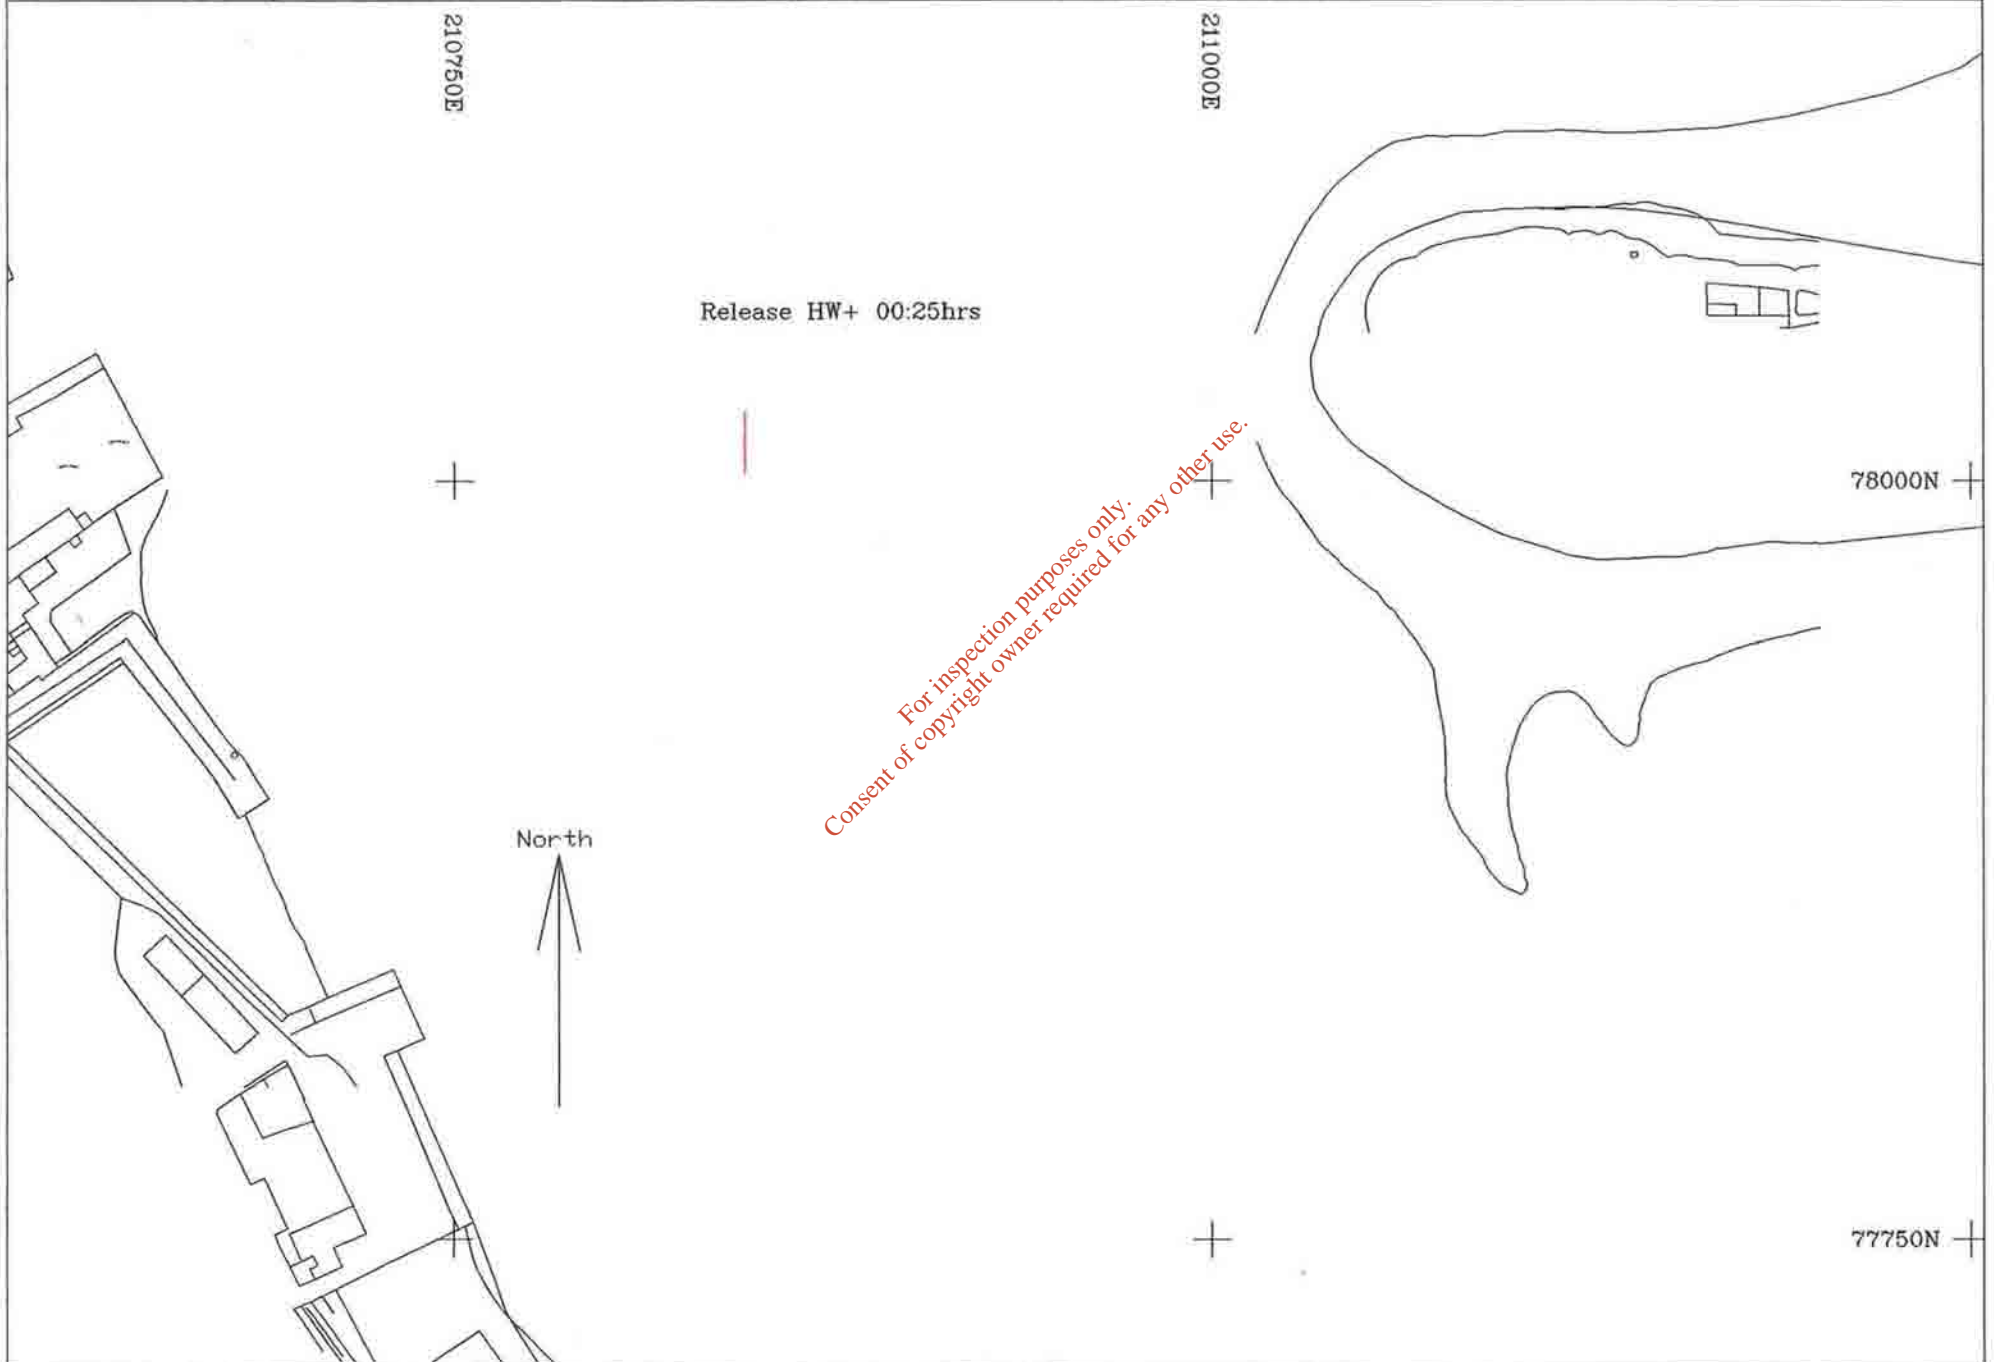 210750E
211000E
Release HW+ 00:25hrs
78000N
For inspection purposes only.
Consent of copyright owner required for any other use.
North
77750N